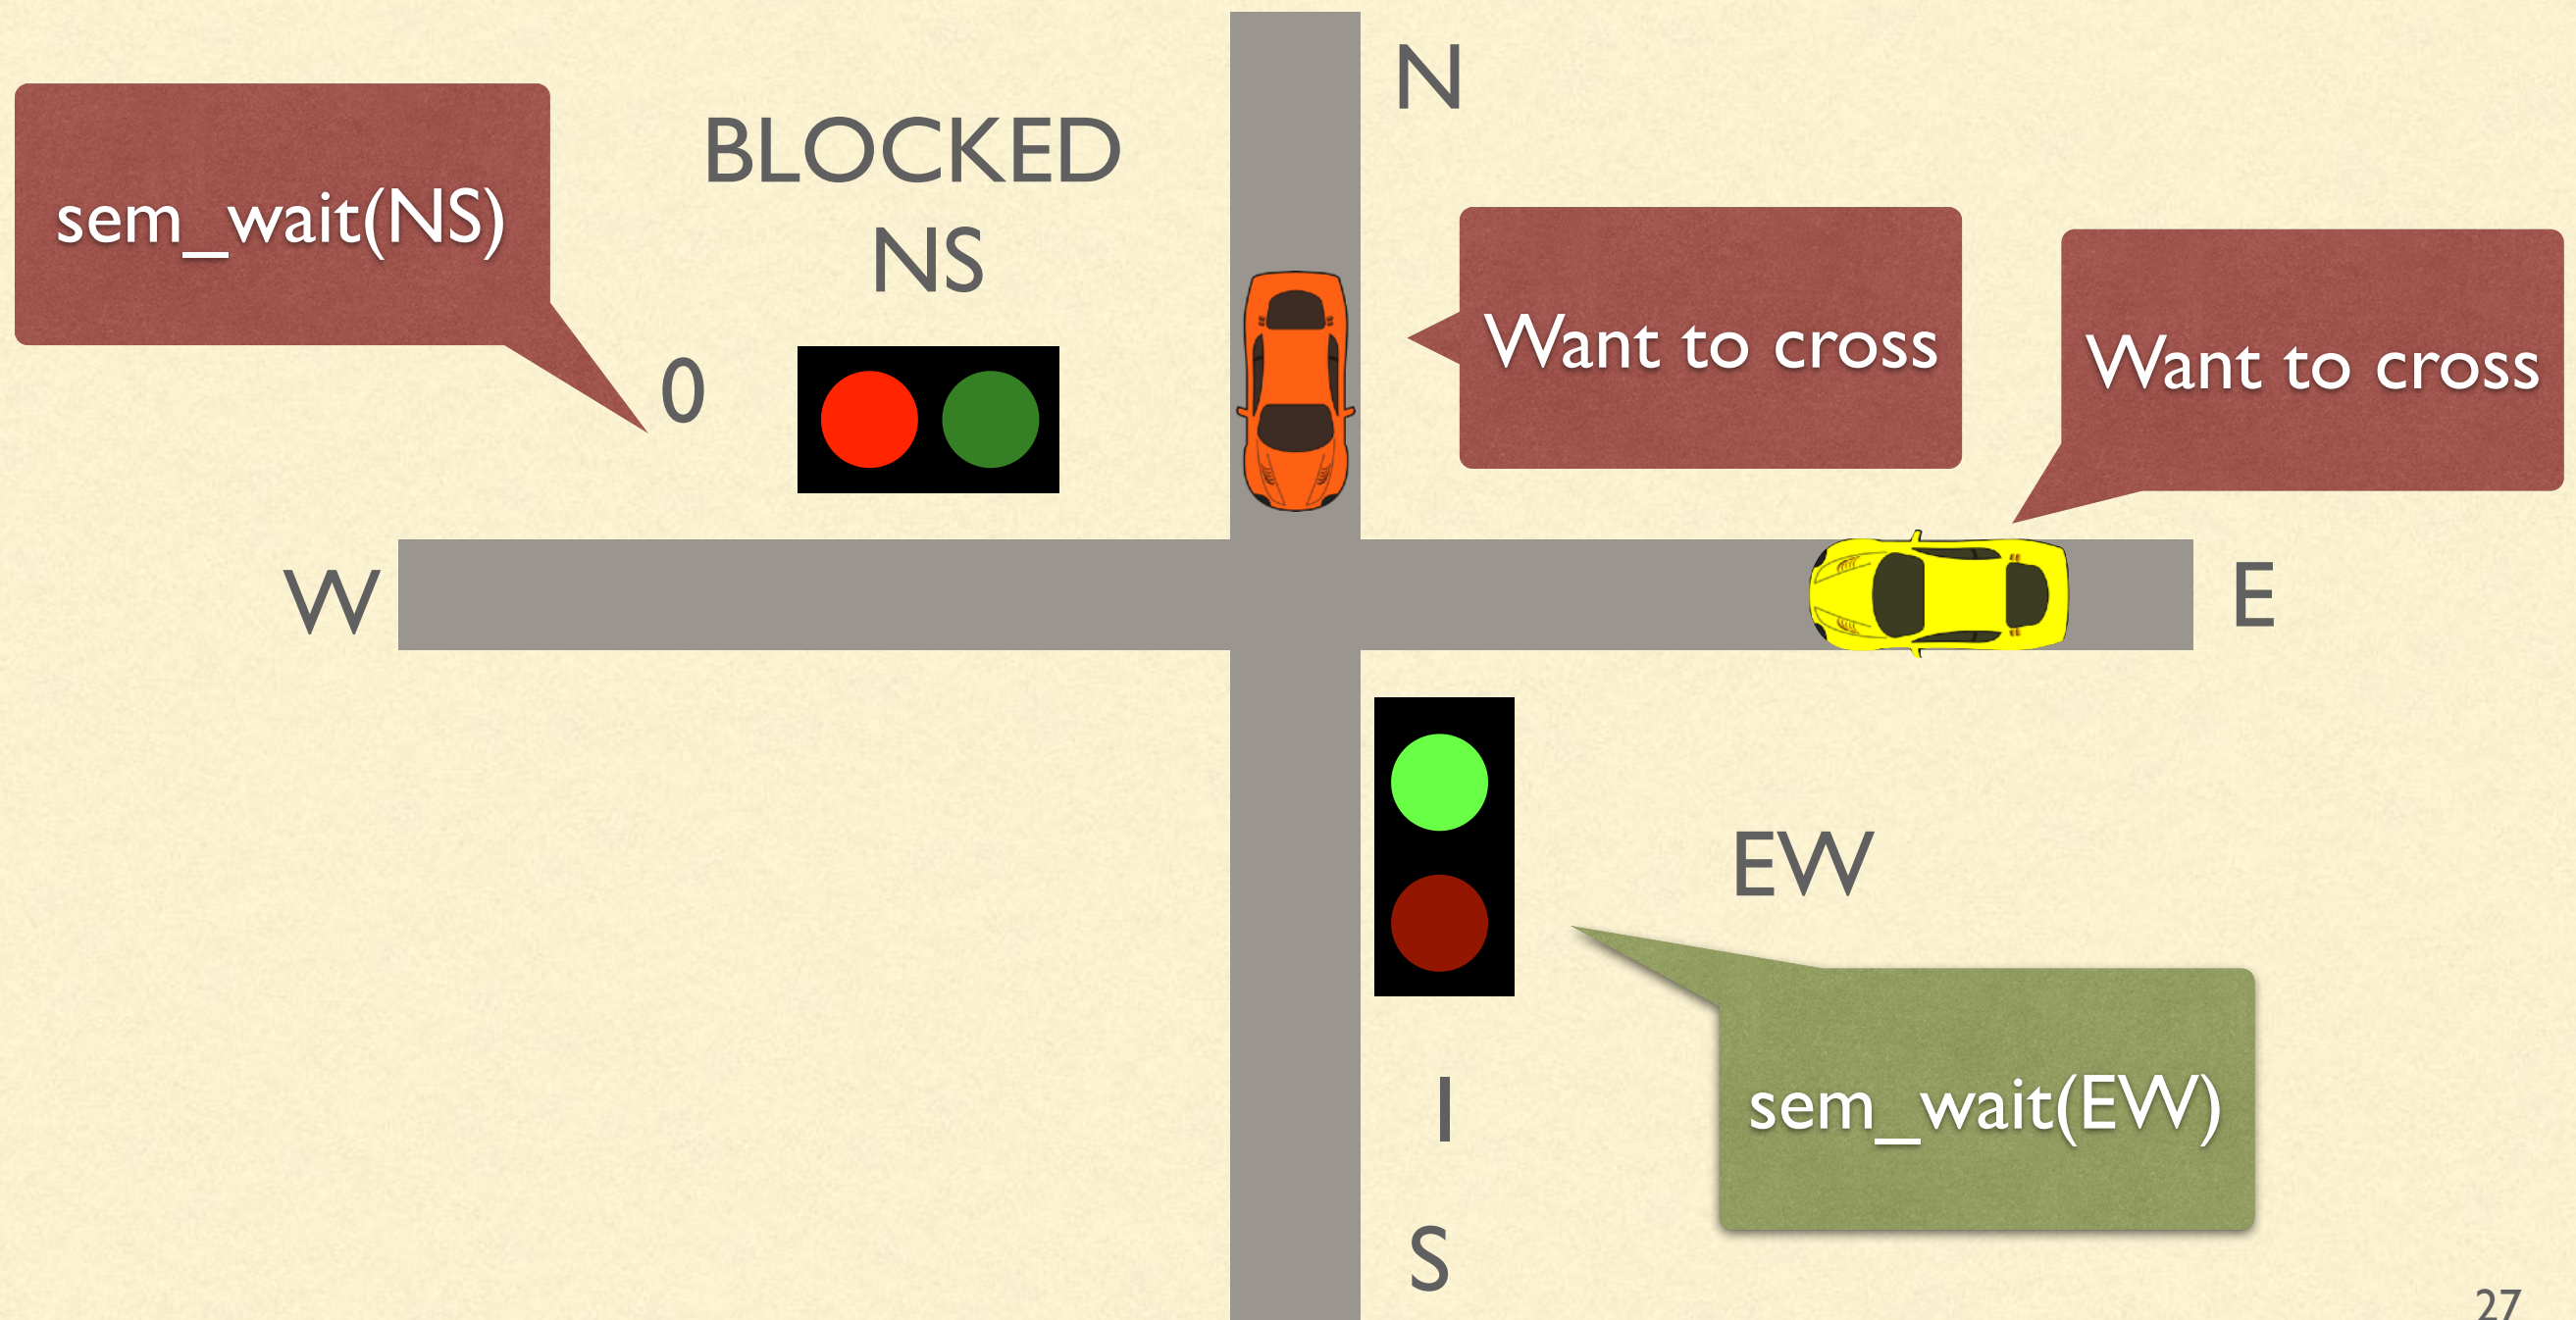 N
BLOCKED
NS
sem_wait(NS)
0
Want to cross
Want to cross
W
E
EW
1
sem_wait(EW)
S
27